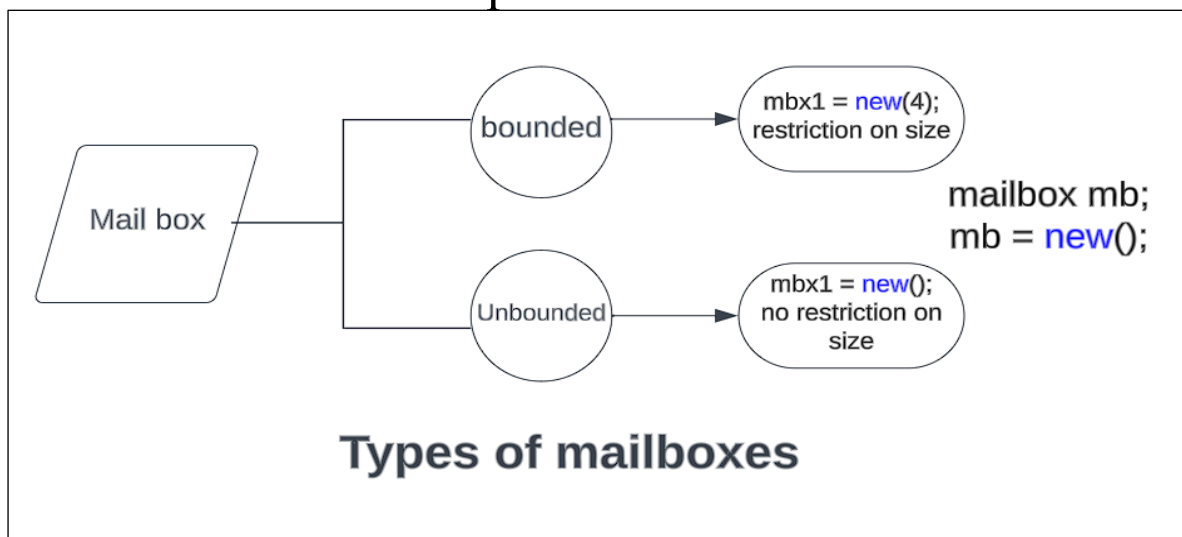 Mail box
bounded
mbx1 = new(4);
restriction on size
mailbox mb;
mb = new();
Unbounded
mbx1 = new();
no restriction on
size
Types of mailboxes